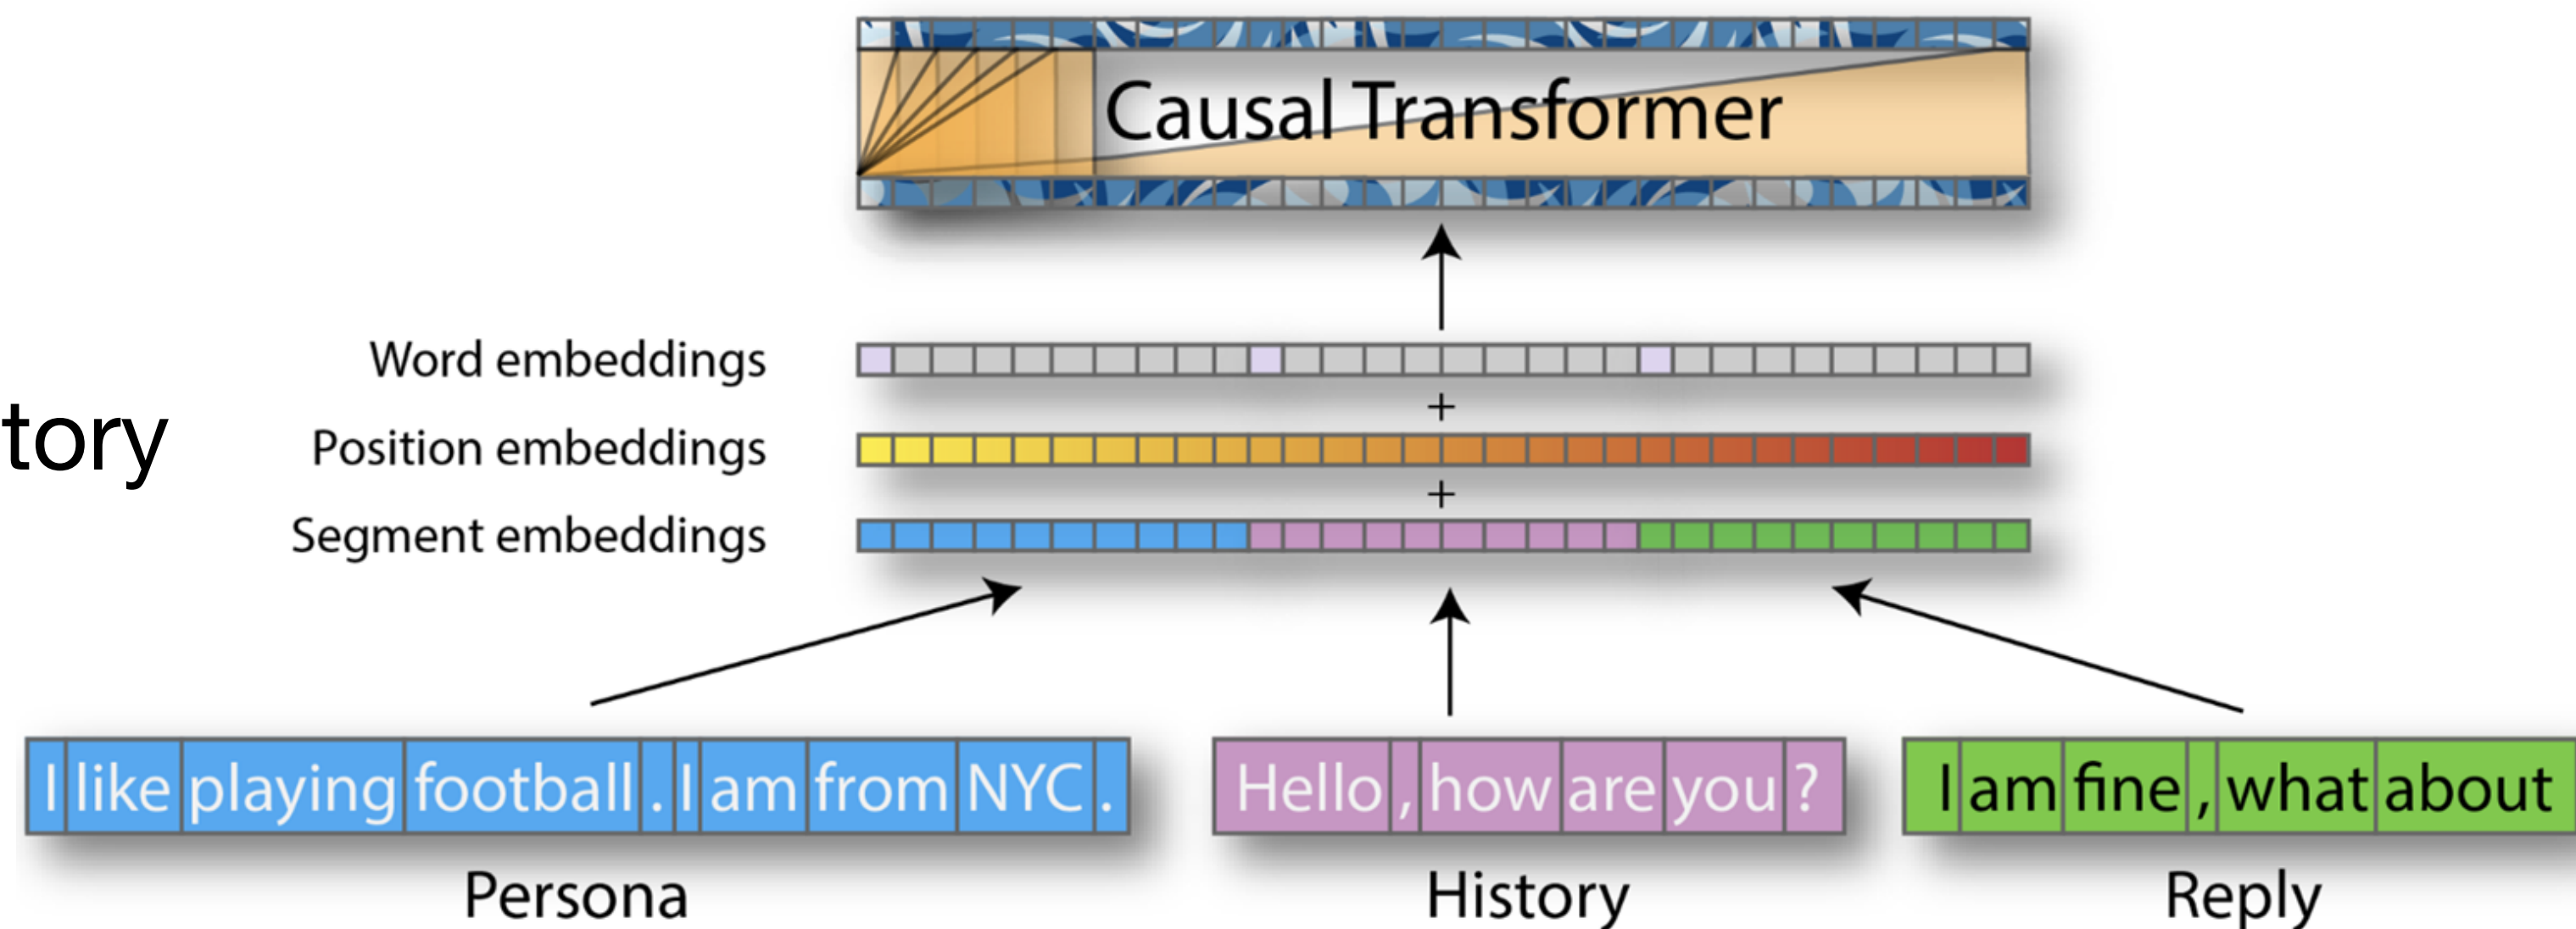 Causal Transformer
Word embeddings
+
tory
Position embeddings
+
Segment embeddings
I like playing football . I am from NYC .
Hello , how are you ?
I am fine , what about
Persona
History
Reply